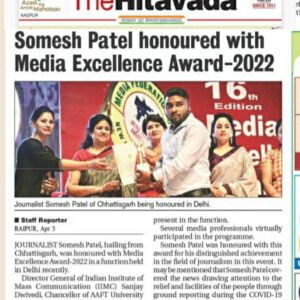 Azadi
Amrit Mahotsav
NAGPUR
The Hitavada
SINCE 1911
Somesh Patel honoured with
Media Excellence Award-2022
MEDIA FEDERATION
16th
Edition
Media
Journalist Somesh Patel of Chhattisgarh being honoured in Delhi.
■ Staff Reporter
RAIPUR, Apr 3
JOURNALIST Somesh Patel, hailing from
Chhattisgarh, was honoured with Media
Excellence Award-2022 in a function held
in Delhi recently.
Director General of Indian Institute of
Mass Communication (IIMC) Sanjay
Dwivedi, Chancellor of AAFT University
present in the function.
Several media professionals virtually
participated in the programme.
Somesh Patel was honoured with this
award for his distinguished achievement
in the field of journalism in this event. It
may be mentioned that Somesh Patel cov-
ered the news drawing attention to the
relief and facilities of the people through
ground reporting during the COVID-19